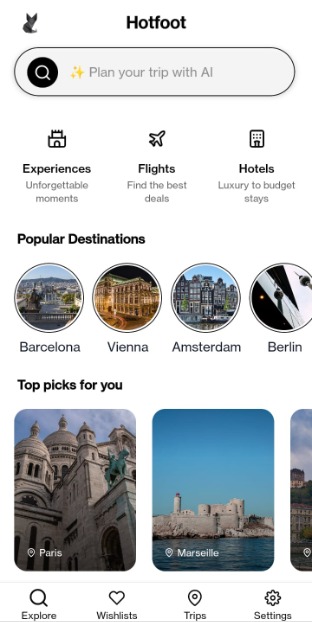 Hotfoot
✨ Plan your trip with AI
Experiences
Unforgettable
moments
Flights
Find the best
deals
Hotels
Luxury to budget
stays
Popular Destinations
Barcelona
Vienna
Amsterdam
Berlin
Top picks for you
Paris
Marseille
Explore
Wishlists
Trips
Settings